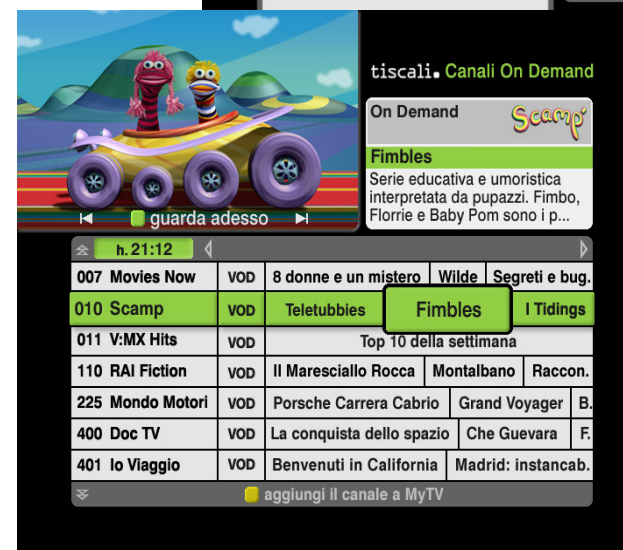 tiscali. Canali On Demand
On Demand Scamp
Fimbles
Serie educativa e umoristica
interpretata da pupazzi. Fimbo,
Florrie e Baby Pom sono i p...
guarda adesso
h. 21:12
007 Movies Now VOD 8 donne e un mistero Wilde Segreti e bug.
010 Scamp VOD Teletubbies Fimbles I Tidings
011 V:MX Hits VOD Top 10 della settimana
110 RAI Fiction VOD Il Maresciallo Rocca Montalbano Raccon.
225 Mondo Motori VOD Porsche Carrera Cabrio Grand Voyager B.
400 Doc TV VOD La conquista dello spazio Che Guevara F.
401 Io Viaggio VOD Benvenuti in California Madrid: instancab.
aggiungi il canale a MyTV